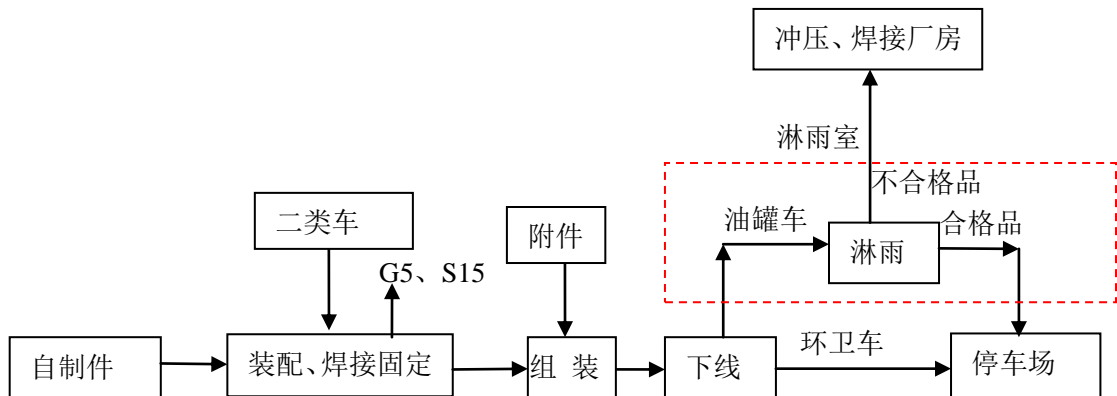 冲压、焊接厂房
淋雨室
不合格品
二类车
附件
油罐车
淋雨
合格品
G5、S15
自制件
装配、焊接固定
组 装
下线
环卫车
停车场